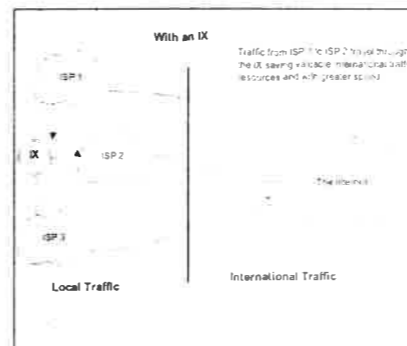 With an IX
Traffic from ISP 1 to ISP 2 travel through
the IX saving valuable international traffic
resources and with greater speed
ISP 1
IX
ISP 2
The Internet
ISP 3
International Traffic
Local Traffic